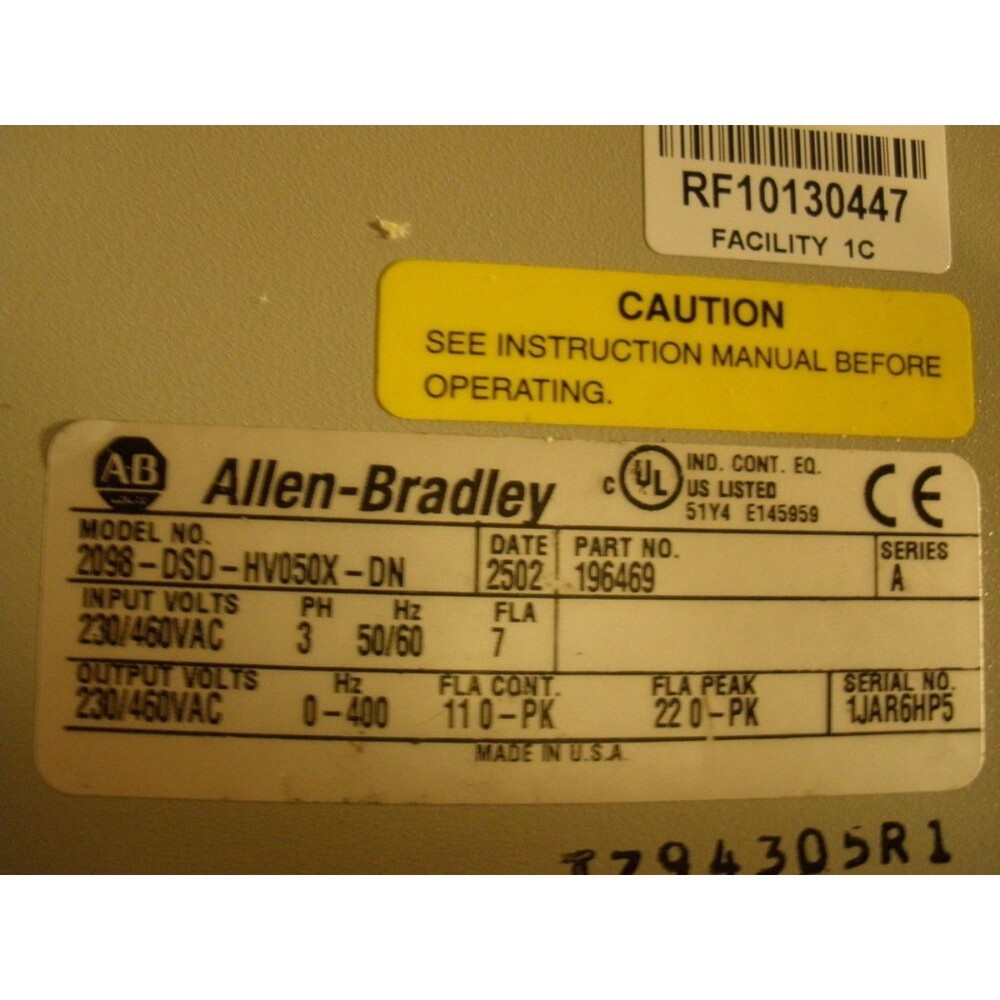 RF10130447
FACILITY 1C
CAUTION
SEE INSTRUCTION MANUAL BEFORE
OPERATING.
AB Allen-Bradley
c UL US LISTED
IND. CONT. EQ.
51Y4 E145959
CE
MODEL NO. DATE PART NO. SERIES
2098-DSD-HV050X-DN 2502 196469 A
INPUT VOLTS PH Hz FLA
230/460VAC 3 50/60 7
OUTPUT VOLTS Hz FLA CONT. FLA PEAK SERIAL NO.
230/460VAC 0-400 11 0-PK 22 0-PK 1JAR6HP5
MADE IN U.S.A.